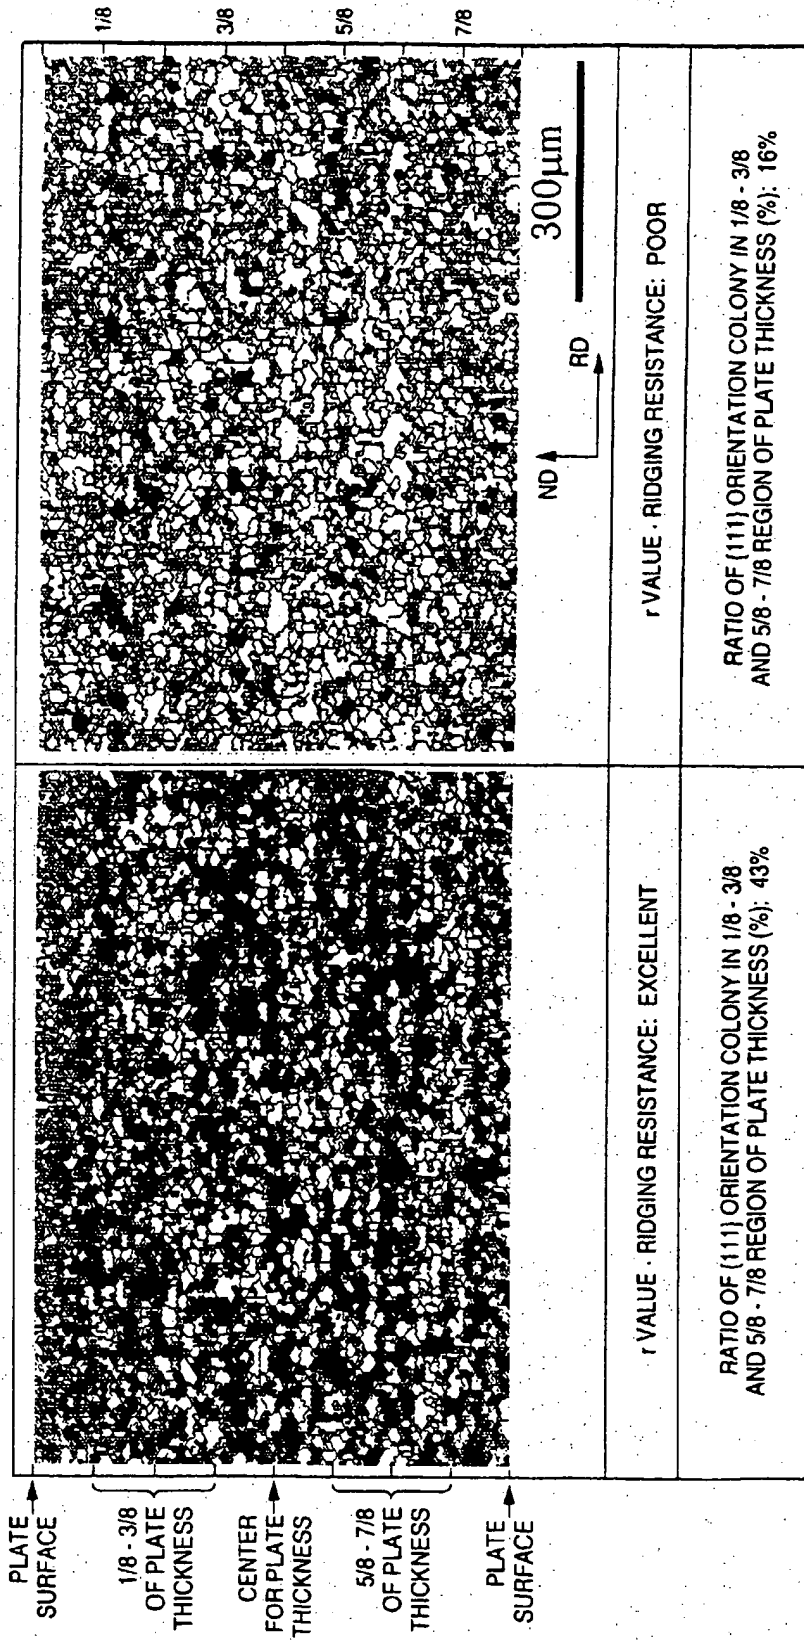 PLATE
SURFACE
1/8 - 3/8
OF PLATE
THICKNESS
CENTER
FOR PLATE
THICKNESS
5/8 - 7/8
OF PLATE
THICKNESS
PLATE
SURFACE
1/8
3/8
5/8
7/8
ND
RD
300μm
r VALUE · RIDGING RESISTANCE: EXCELLENT
r VALUE · RIDGING RESISTANCE: POOR
RATIO OF {111} ORIENTATION COLONY IN 1/8 - 3/8
AND 5/8 - 7/8 REGION OF PLATE THICKNESS (%): 43%
RATIO OF {111} ORIENTATION COLONY IN 1/8 - 3/8
AND 5/8 - 7/8 REGION OF PLATE THICKNESS (%): 16%